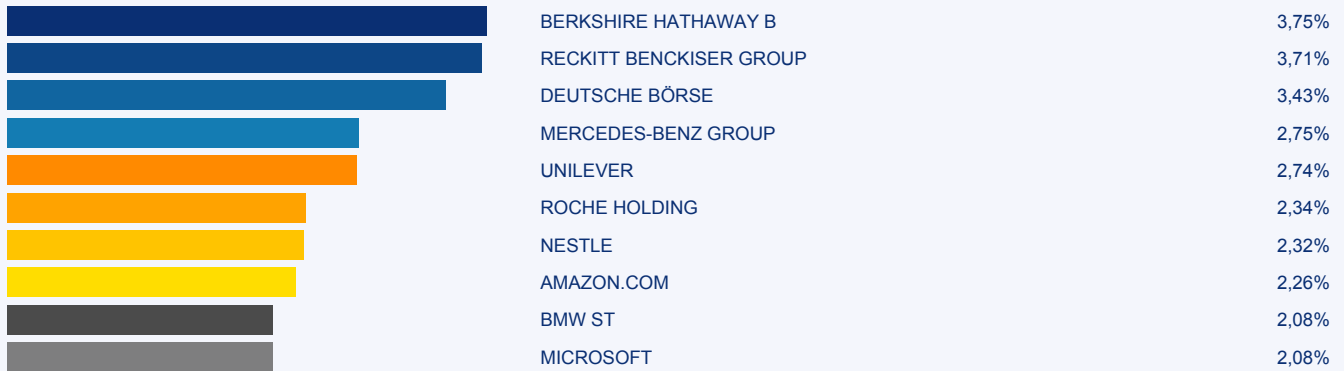 BERKSHIRE HATHAWAY B 3,75%
RECKITT BENCKISER GROUP 3,71%
DEUTSCHE BÖRSE 3,43%
MERCEDES-BENZ GROUP 2,75%
UNILEVER 2,74%
ROCHE HOLDING 2,34%
NESTLE 2,32%
AMAZON.COM 2,26%
BMW ST 2,08%
MICROSOFT 2,08%